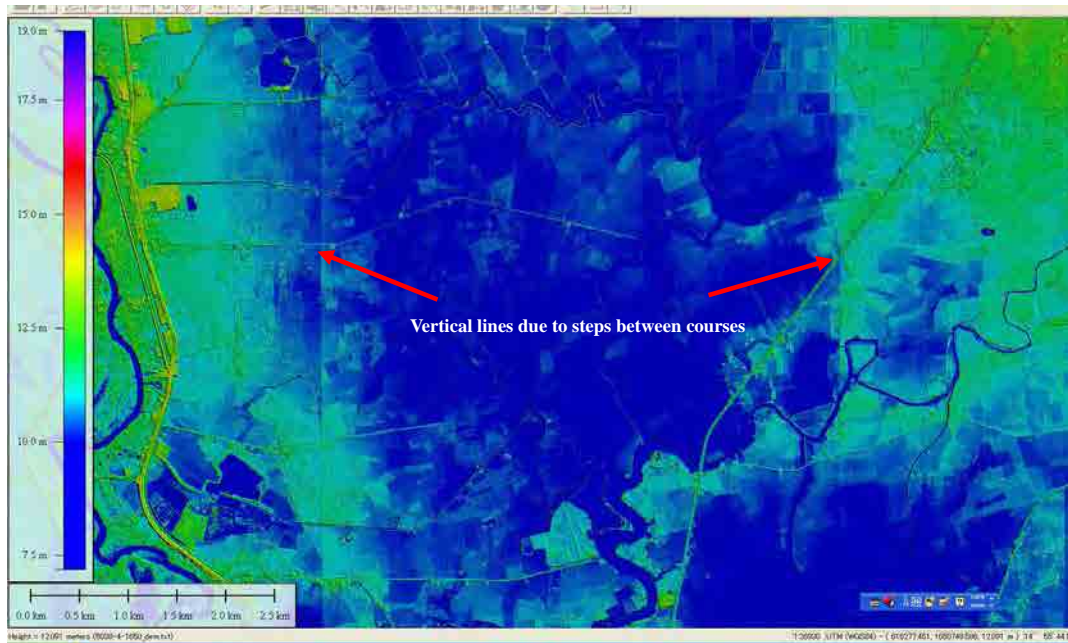 19.0 m
17.5 m
15.0 m
12.5 m
Vertical lines due to steps between courses
10.0 m
7.5 m
0.0 km 0.5 km 1.0 km 1.5 km 2.0 km 2.5 km